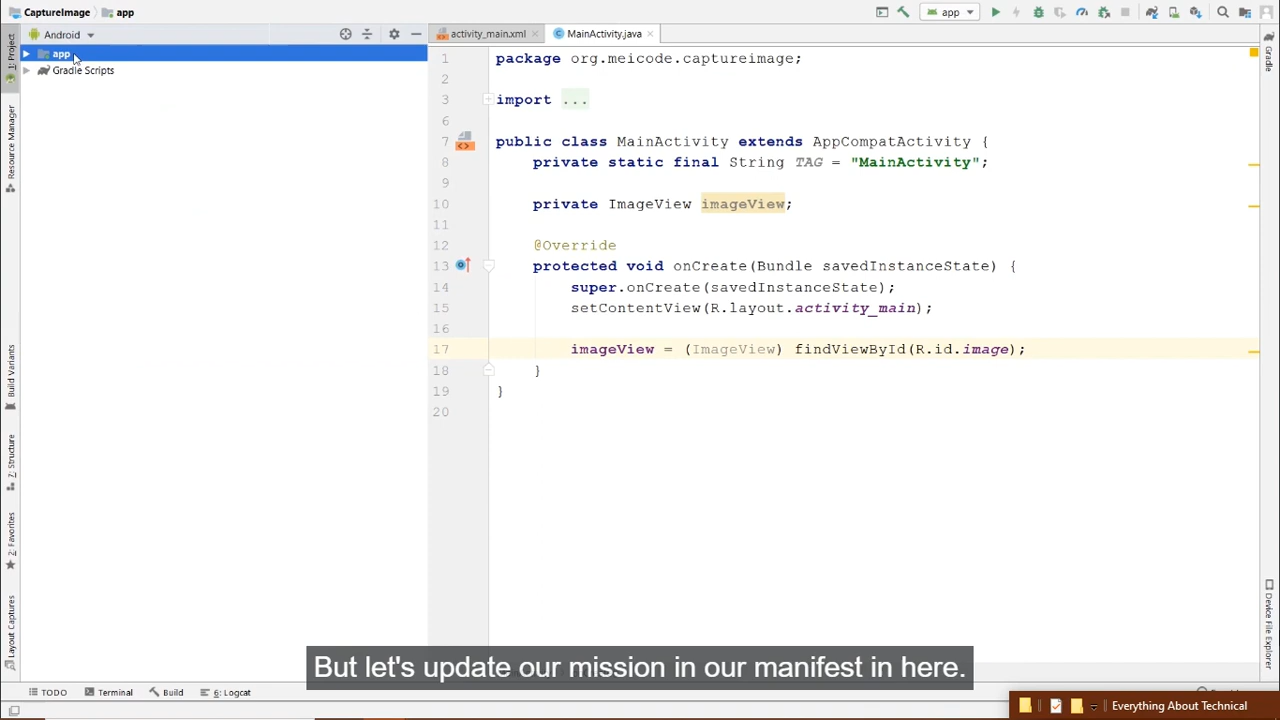 CaptureImage
app
app
Android
activity_main.xml
MainActivity.java
1: Project
Resource Manager
Build Variants
7: Structure
2: Favorites
Layout Captures
app
Gradle Scripts
1 package org.meicode.captureimage;
2
3 import ...
6
7 public class MainActivity extends AppCompatActivity {
8 private static final String TAG = "MainActivity";
9
10 private ImageView imageView;
11
12 @Override
13 protected void onCreate(Bundle savedInstanceState) {
14 super.onCreate(savedInstanceState);
15 setContentView(R.layout.activity_main);
16
17 imageView = (ImageView) findViewById(R.id.image);
18 }
19 }
20
Gradle
Device File Explorer
But let's update our mission in our manifest in here.
TODO
Terminal
Build
6: Logcat
Everything About Technical